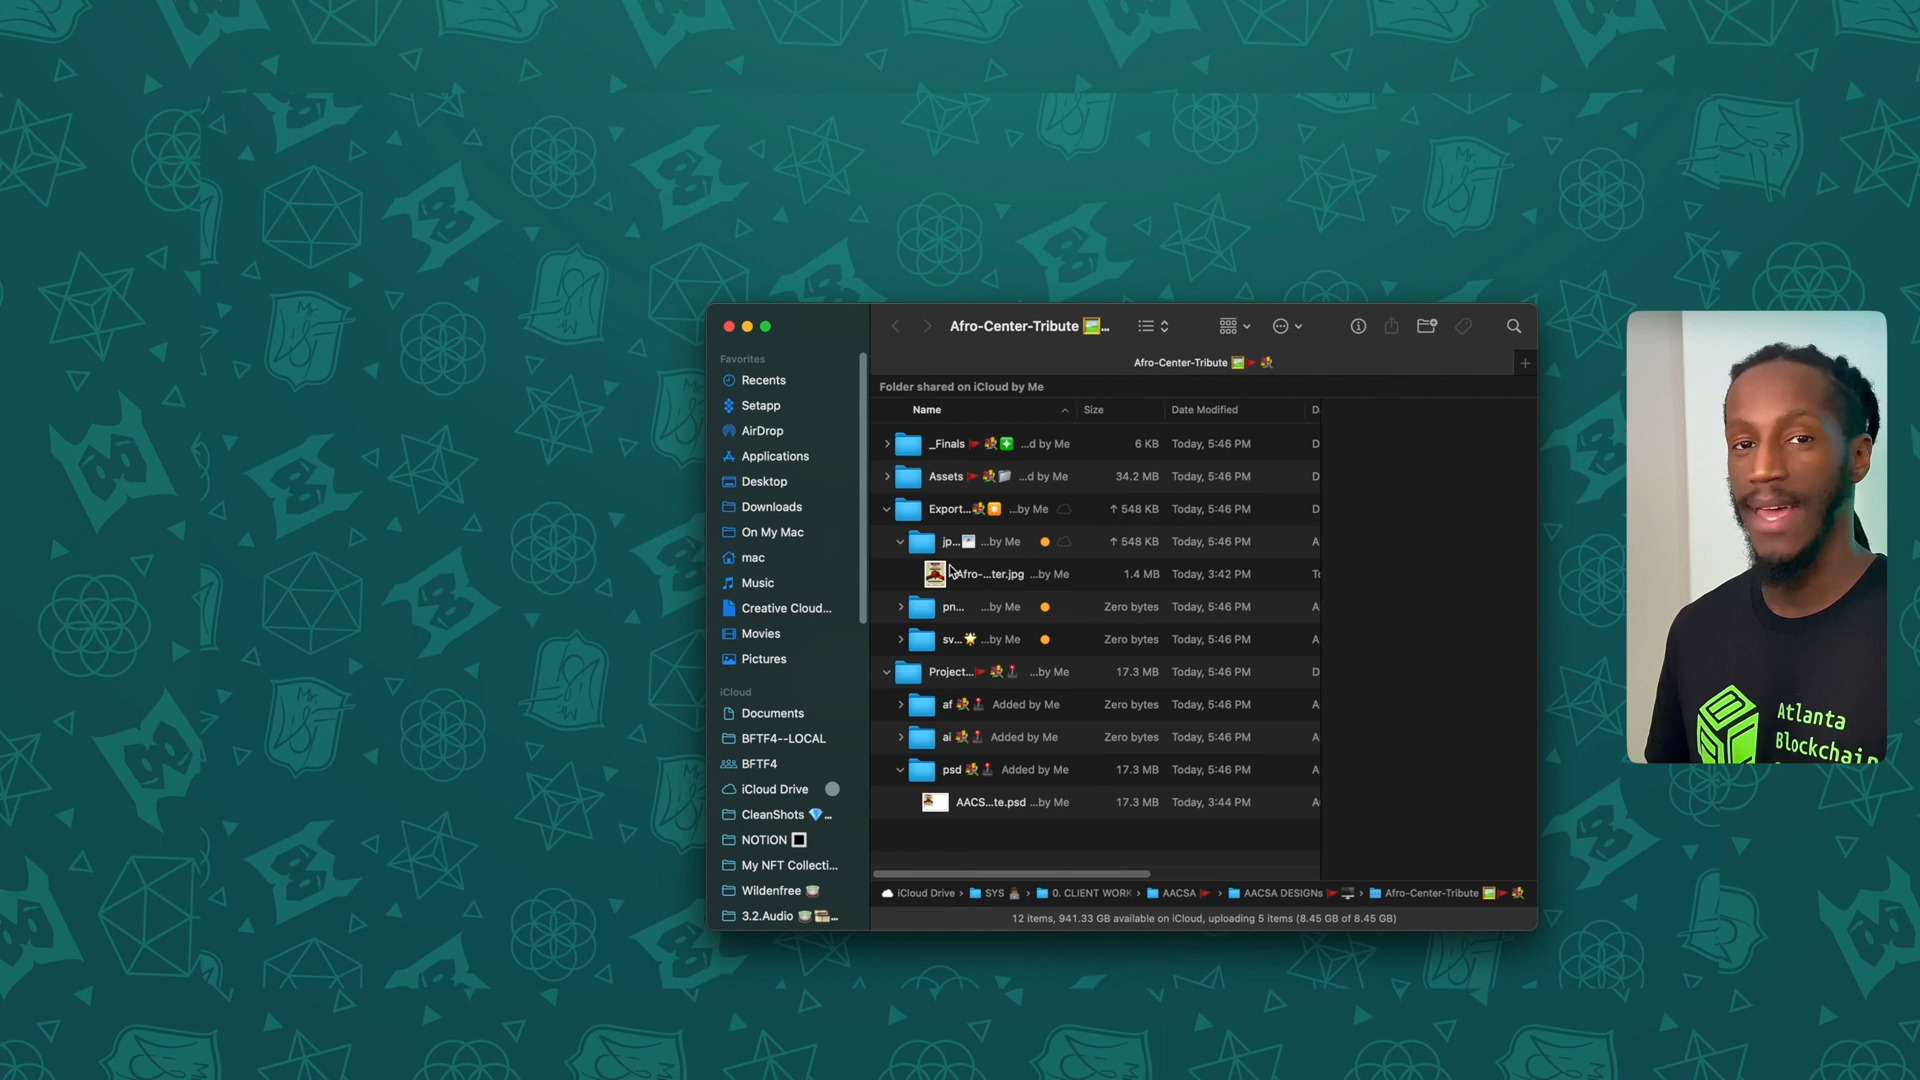 Afro-Center-Tribute 🖼️...
Afro-Center-Tribute
Folder shared on iCloud by Me
Name Size Date Modified D
_Finals ...d by Me 6 KB Today, 5:46 PM D
Assets ...d by Me 34.2 MB Today, 5:46 PM D
Export... ...by Me ↑ 548 KB Today, 5:46 PM D
jp... ...by Me ↑ 548 KB Today, 5:46 PM A
Afro-...ter.jpg ...by Me 1.4 MB Today, 3:42 PM
pn... ...by Me Zero bytes Today, 5:46 PM A
sv... ...by Me Zero bytes Today, 5:46 PM A
Project... ...by Me 17.3 MB Today, 5:46 PM D
af Added by Me Zero bytes Today, 5:46 PM A
ai Added by Me Zero bytes Today, 5:46 PM A
psd Added by Me 17.3 MB Today, 5:46 PM A
AACS...te.psd ...by Me 17.3 MB Today, 3:44 PM
iCloud Drive › SYS › 0. CLIENT WORK › AACSA › AACSA DESIGNs › Afro-Center-Tribute
12 items, 941.33 GB available on iCloud, uploading 5 items (8.45 GB of 8.45 GB)
Favorites
Recents
Setapp
AirDrop
Applications
Desktop
Downloads
On My Mac
mac
Music
Creative Cloud...
Movies
Pictures
iCloud
Documents
BFTF4--LOCAL
BFTF4
iCloud Drive
CleanShots 💎...
NOTION
My NFT Collecti...
Wildenfree
3.2.Audio ...
Atlanta
Blockchain